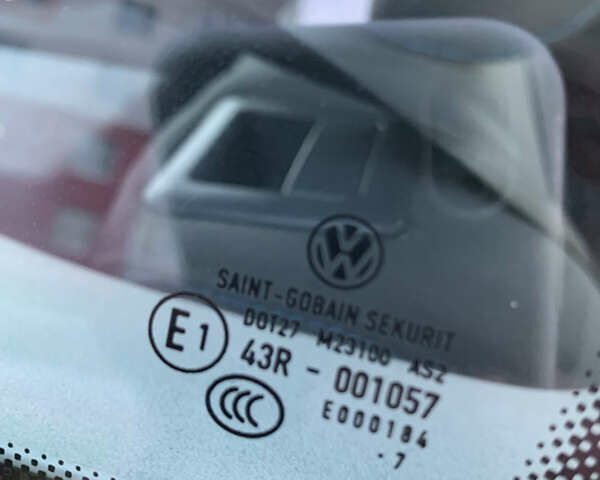 SAINT-GOBAIN SEKURIT
DOT27 M23100 AS2
E1 43R - 001057
CCC E000184
·7